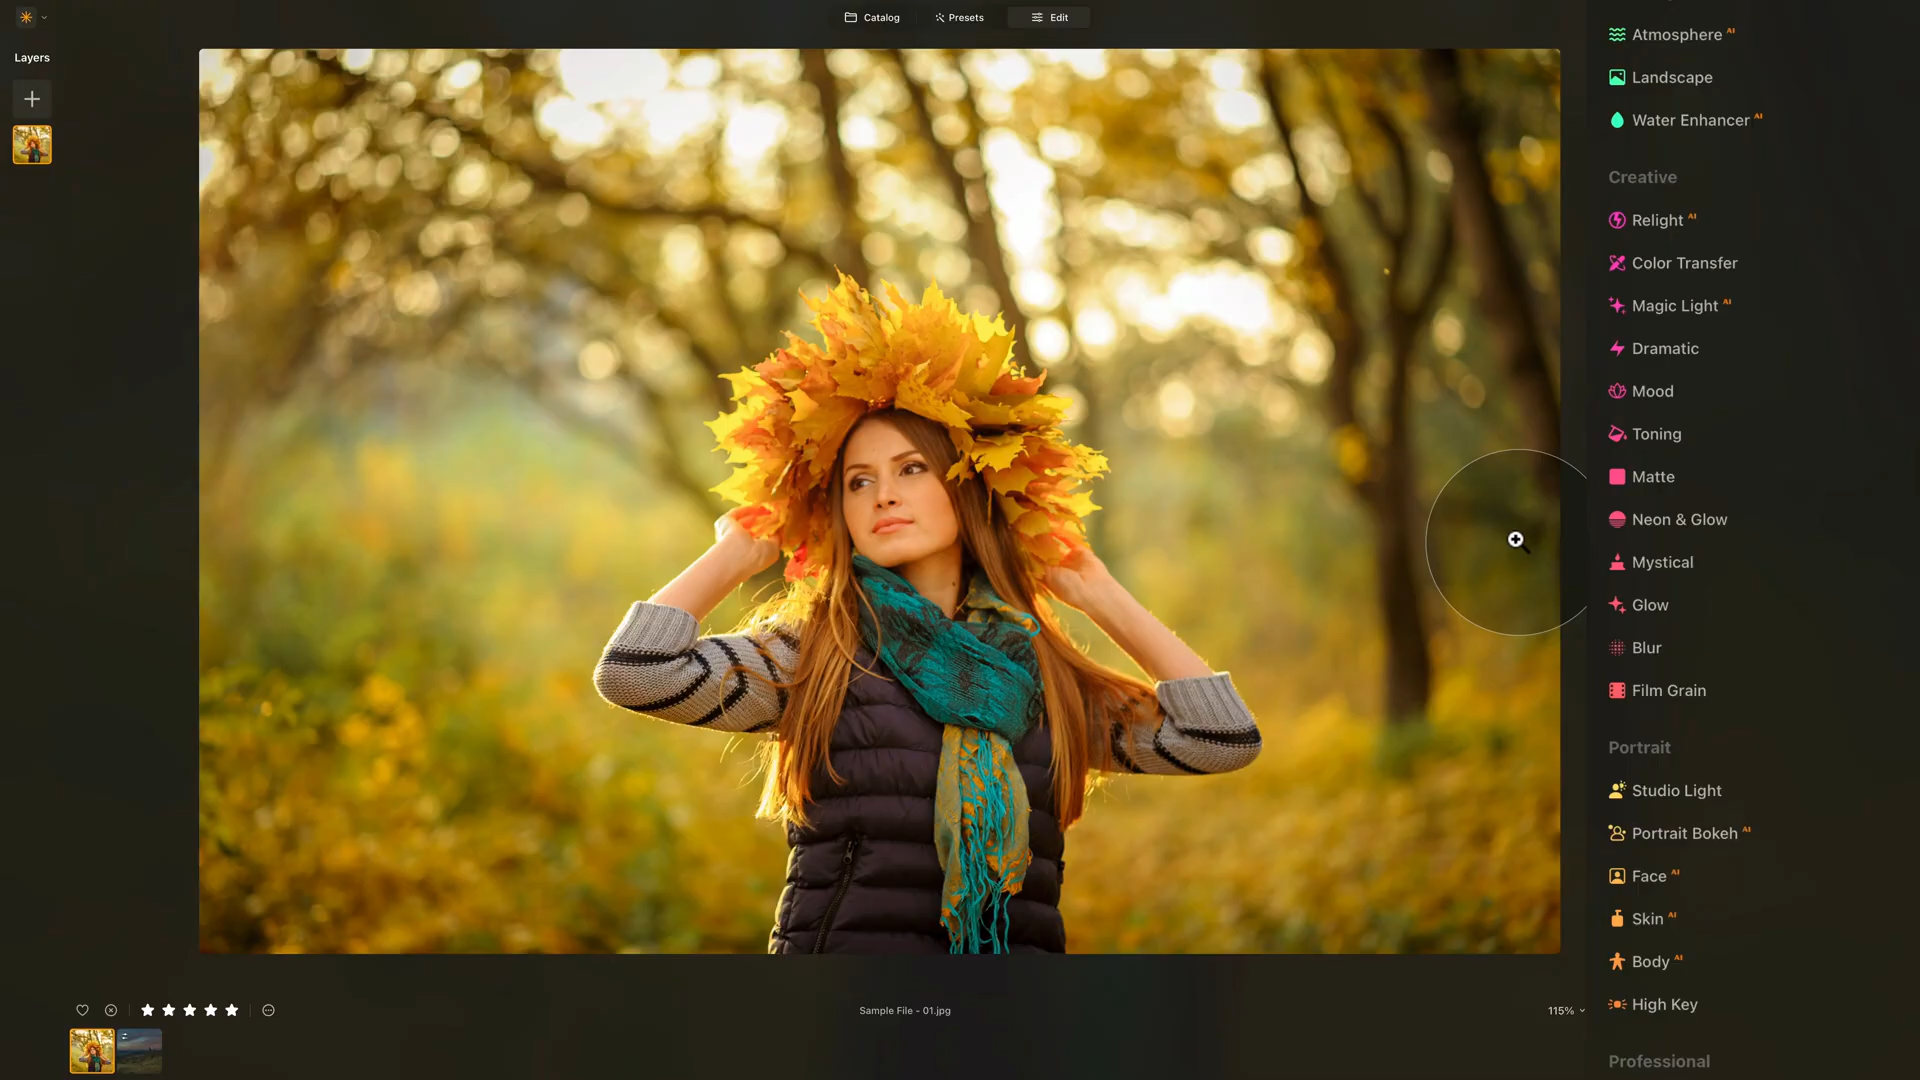 Catalog
Presets
Edit
Layers
Atmosphere AI
Landscape
Water Enhancer AI
Creative
Relight AI
Color Transfer
Magic Light AI
Dramatic
Mood
Toning
Matte
Neon & Glow
Mystical
Glow
Blur
Film Grain
Portrait
Studio Light
Portrait Bokeh AI
Face AI
Skin AI
Body AI
High Key
Professional
Sample File - 01.jpg
115%